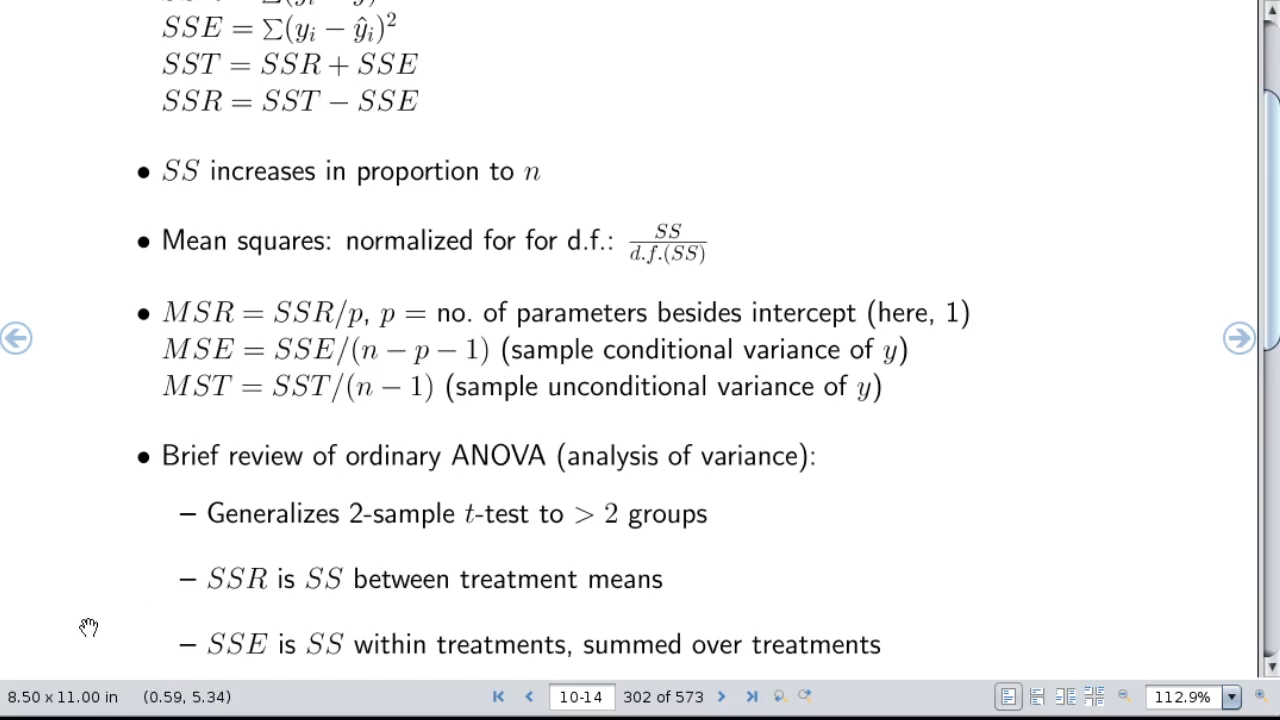 SSE = Σ(yᵢ − ŷᵢ)²
SST = SSR + SSE
SSR = SST − SSE
• SS increases in proportion to n
• Mean squares: normalized for for d.f.: SS/d.f.(SS)
• MSR = SSR/p, p = no. of parameters besides intercept (here, 1)
MSE = SSE/(n − p − 1) (sample conditional variance of y)
MST = SST/(n − 1) (sample unconditional variance of y)
• Brief review of ordinary ANOVA (analysis of variance):
– Generalizes 2-sample t-test to > 2 groups
– SSR is SS between treatment means
– SSE is SS within treatments, summed over treatments
8.50 x 11.00 in (0.59, 5.34) 10-14 302 of 573 112.9%